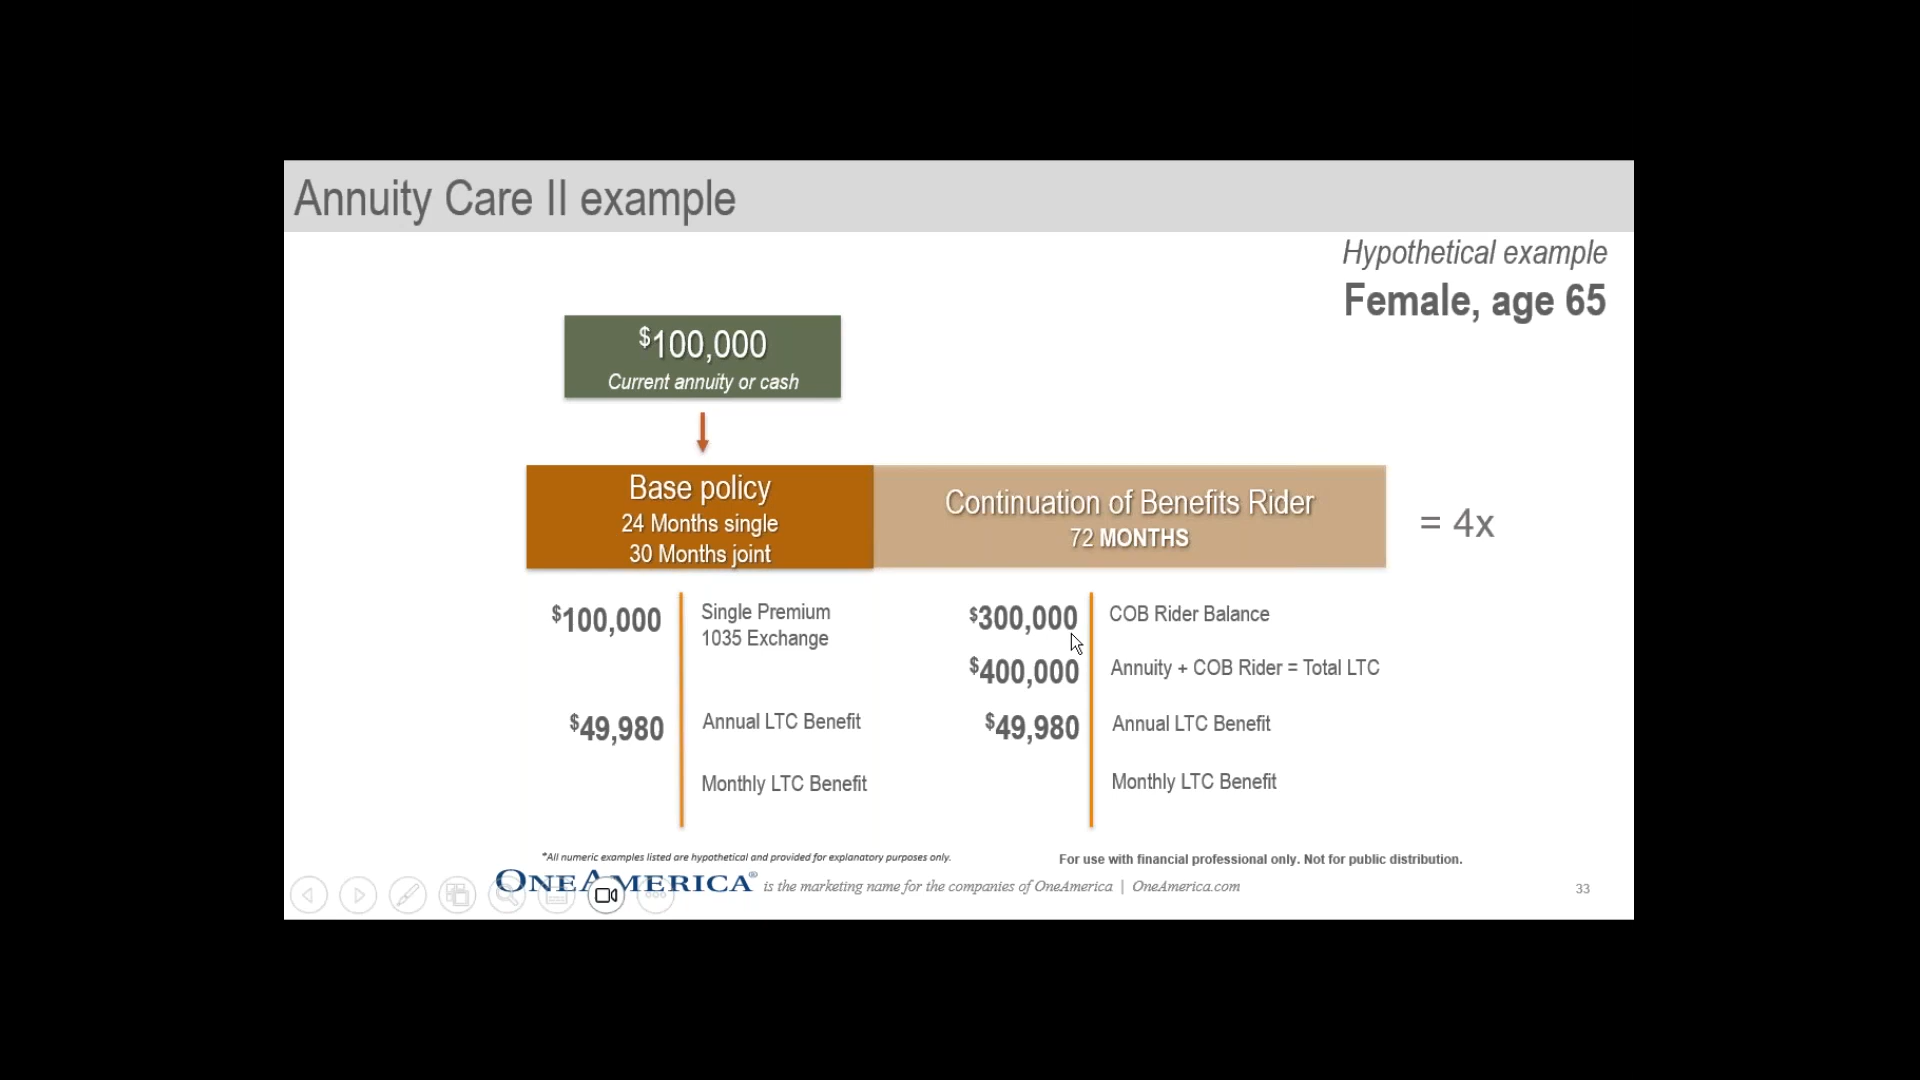 Annuity Care II example
Hypothetical example
Female, age 65
$100,000
Current annuity or cash
Base policy
24 Months single
30 Months joint
Continuation of Benefits Rider
72 MONTHS
= 4x
$100,000
Single Premium
1035 Exchange
$49,980
Annual LTC Benefit
Monthly LTC Benefit
$300,000
COB Rider Balance
$400,000
Annuity + COB Rider = Total LTC
$49,980
Annual LTC Benefit
Monthly LTC Benefit
*All numeric examples listed are hypothetical and provided for explanatory purposes only.
For use with financial professional only. Not for public distribution.
ONEAMERICA® is the marketing name for the companies of OneAmerica | OneAmerica.com
33